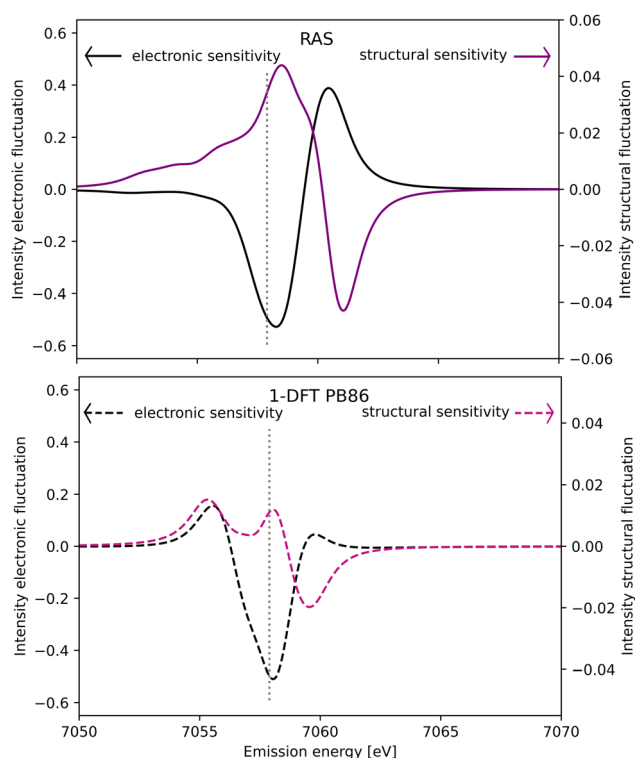 RAS
electronic sensitivity structural sensitivity
0.6
0.4
0.2
0.0
−0.2
−0.4
−0.6
Intensity electronic fluctuation
0.06
0.04
0.02
0.00
−0.02
−0.04
−0.06
Intensity structural fluctuation
1-DFT PB86
electronic sensitivity structural sensitivity
0.6
0.4
0.2
0.0
−0.2
−0.4
−0.6
Intensity electronic fluctuation
0.04
0.02
0.00
−0.02
−0.04
Intensity structural fluctuation
7050 7055 7060 7065 7070
Emission energy [eV]